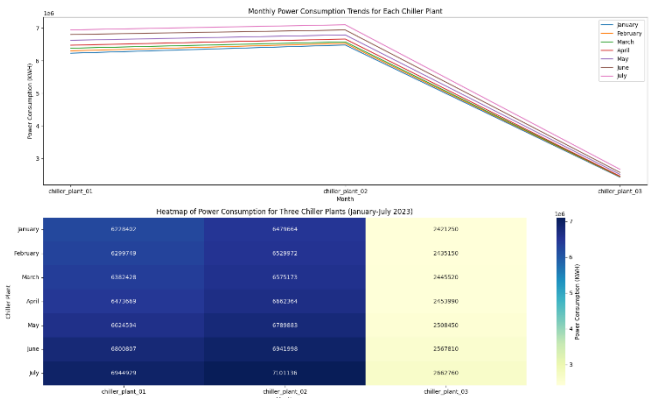 Monthly Power Consumption Trends for Each Chiller Plant
1e6
7
6
5
4
3
Power Consumption (KWH)
January
February
March
April
May
June
July
chiller_plant_01 chiller_plant_02 chiller_plant_03
Month
Heatmap of Power Consumption for Three Chiller Plants (January-July 2023)
Chiller Plant
January 6479664 2421250
February 6299749 6529972 2435150
March 6382428 6575173 2445520
April 6473669 6662364 2453990
May 6624594 6789883 2508450
June 6800807 6941998 2567810
July 6944929 7101136 2662760
chiller_plant_01 chiller_plant_02 chiller_plant_03
1e6
7
6
5
4
3
Power Consumption (KWH)